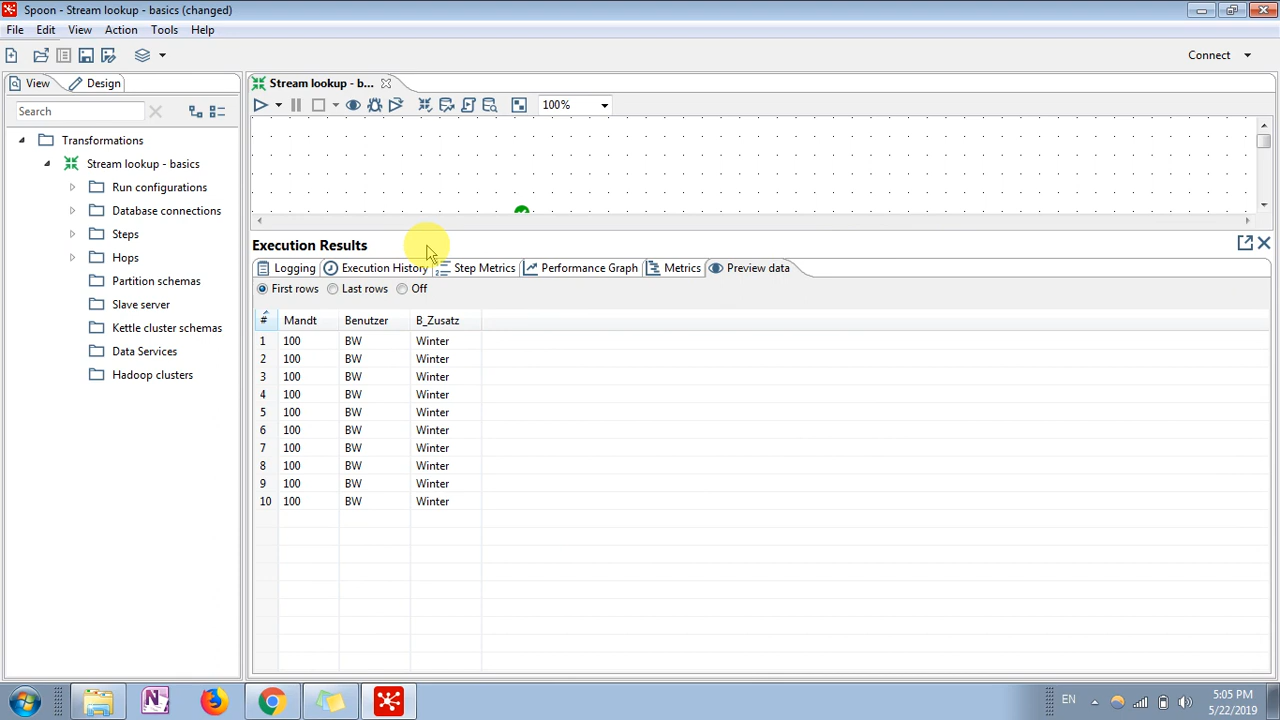 Spoon - Stream lookup - basics (changed)
File Edit View Action Tools Help
Connect
View Design
Stream lookup - b...
Search
100%
Transformations
Stream lookup - basics
Run configurations
Database connections
Steps
Hops
Partition schemas
Slave server
Kettle cluster schemas
Data Services
Hadoop clusters
Execution Results
Logging Execution History Step Metrics Performance Graph Metrics Preview data
First rows Last rows Off
# Mandt Benutzer B_Zusatz
1 100 BW Winter
2 100 BW Winter
3 100 BW Winter
4 100 BW Winter
5 100 BW Winter
6 100 BW Winter
7 100 BW Winter
8 100 BW Winter
9 100 BW Winter
10 100 BW Winter
EN
5:05 PM
5/22/2019